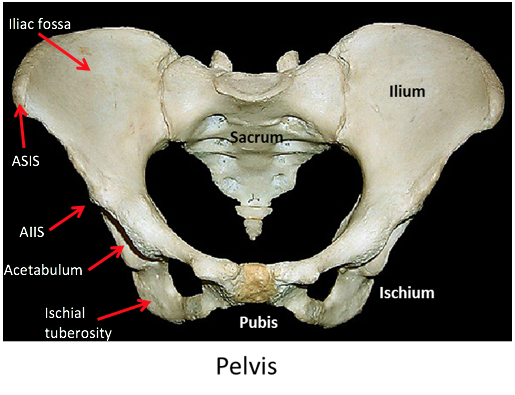 Iliac fossa
Ilium
Sacrum
ASIS
AIIS
Acetabulum
Ischium
Ischial
tuberosity
Pubis
Pelvis